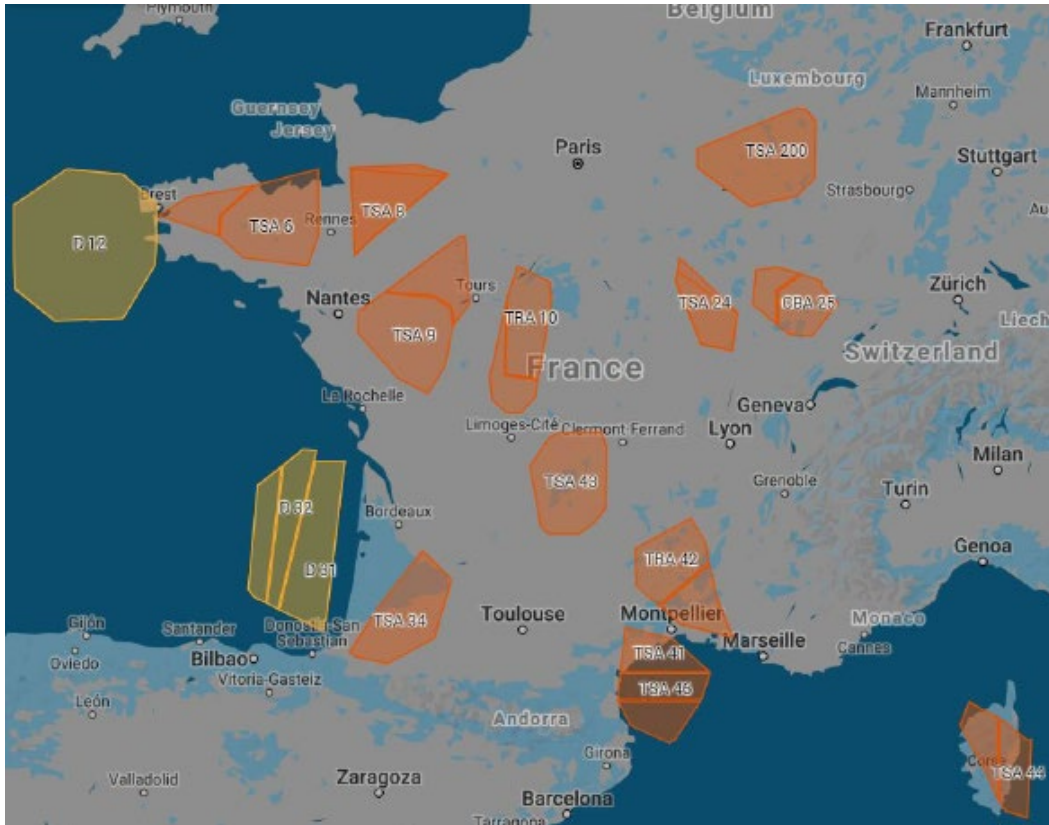 Plymouth
Belgium
Frankfurt
Luxembourg
Mannheim
Guernsey
Jersey
Paris
TSA 200
Stuttgart
Strasbourg
Au
Brest
TSA 6
Rennes
TSA 8
D 12
Nantes
Tours
TSA 9
TRA 10
TSA 24
CBA 25
Zürich
Liech
Switzerland
France
La Rochelle
Geneva
Limoges-Cité
Clermont-Ferrand
Lyon
Milan
TSA 43
Grenoble
Turin
D 32
Bordeaux
D 31
Genoa
TRA 42
TSA 34
Toulouse
Montpellier
Monaco
Marseille
Cannes
Gijón
Santander
Donostia-San
Sebastian
Oviedo
Bilbao
TSA 41
Vitoria-Gasteiz
TSA 45
León
Andorra
Girona
Corse
TSA 44
Valladolid
Zaragoza
Barcelona
Tarragona